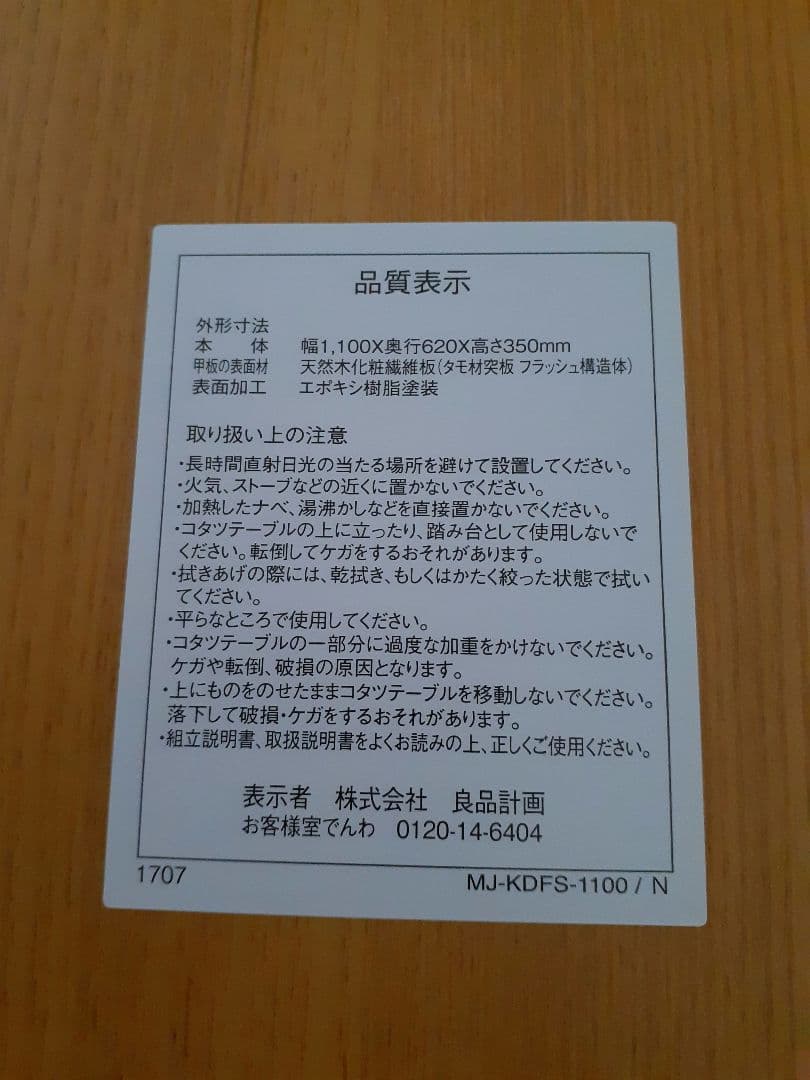 品質表示
外形寸法
本体 幅1,100X奥行620X高さ350mm
甲板の表面材 天然木化粧繊維板(タモ材突板 フラッシュ構造体)
表面加工 エポキシ樹脂塗装
取り扱い上の注意
・長時間直射日光の当たる場所を避けて設置してください。
・火気、ストーブなどの近くに置かないでください。
・加熱したナベ、湯沸かしなどを直接置かないでください。
・コタツテーブルの上に立ったり、踏み台として使用しないで
ください。転倒してケガをするおそれがあります。
・拭きあげの際には、乾拭き、もしくはかたく絞った状態で拭い
てください。
・平らなところで使用してください。
・コタツテーブルの一部分に過度な加重をかけないでください。
ケガや転倒、破損の原因となります。
・上にものをのせたままコタツテーブルを移動しないでください。
落下して破損・ケガをするおそれがあります。
・組立説明書、取扱説明書をよくお読みの上、正しくご使用ください。
表示者 株式会社 良品計画
お客様室でんわ 0120-14-6404
1707 MJ-KDFS-1100 / N